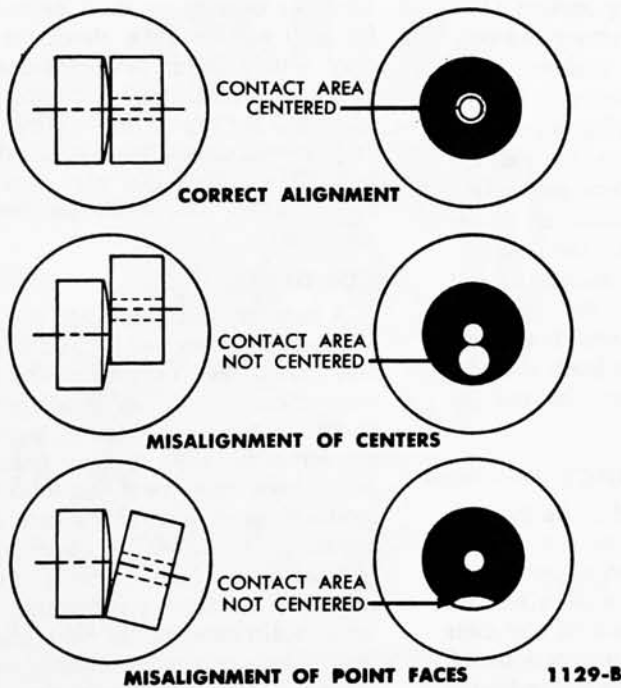 CONTACT AREA
CENTERED
CORRECT ALIGNMENT
CONTACT AREA
NOT CENTERED
MISALIGNMENT OF CENTERS
CONTACT AREA
NOT CENTERED
MISALIGNMENT OF POINT FACES 1129-B